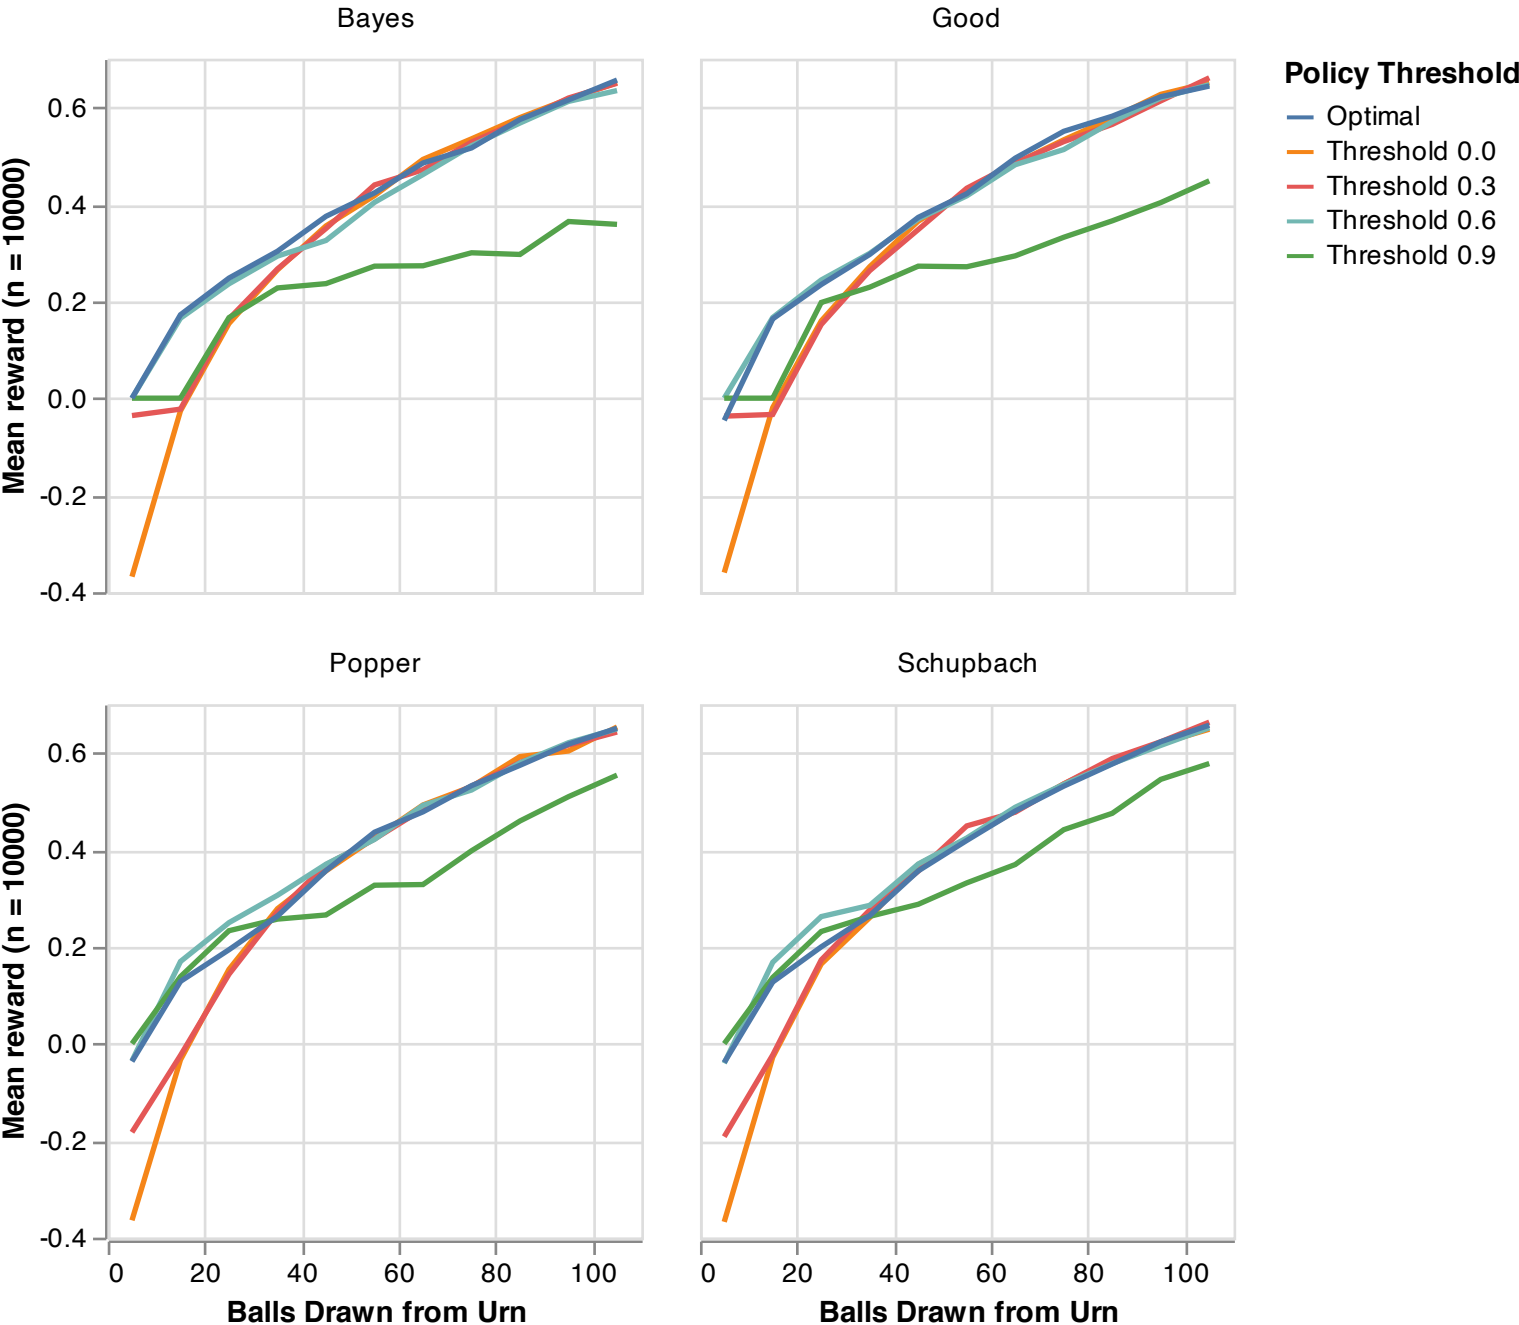 Bayes
Good
Policy Threshold
Optimal
Threshold 0.0
Threshold 0.3
Threshold 0.6
Threshold 0.9
Mean reward (n = 10000)
0.6
0.4
0.2
0.0
-0.2
-0.4
Popper
Schupbach
Mean reward (n = 10000)
0.6
0.4
0.2
0.0
-0.2
-0.4
0 20 40 60 80 100
0 20 40 60 80 100
Balls Drawn from Urn
Balls Drawn from Urn